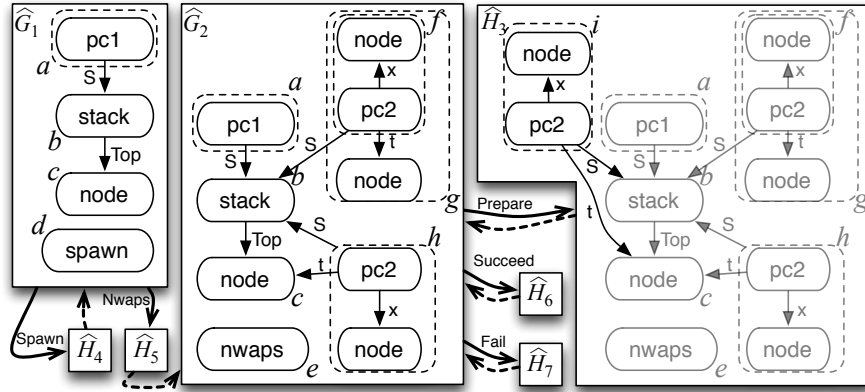 Ĝ1
pc1
a
S
stack
b
Top
c
node
d
spawn
Spawn
Nwaps
Ĥ4
Ĥ5
Ĝ2
f
node
x
a
pc1
pc2
S
S
t
b
stack
node
g
Top
S
h
node
t
pc2
c
x
nwaps
e
node
Prepare
Succeed
Ĥ6
Fail
Ĥ7
Ĥ3
i
f
node
node
x
x
a
pc2
pc1
pc2
S
S
S
t
t
b
stack
node
g
Top
S
h
node
t
pc2
c
x
nwaps
e
node